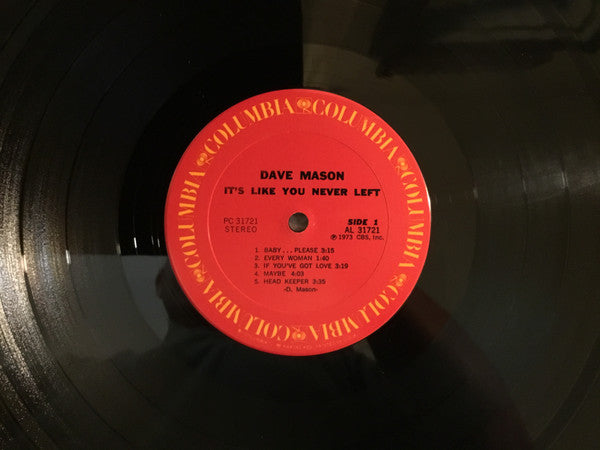 COLUMBIA COLUMBIA COLUMBIA COLUMBIA COLUMBIA COLUMBIA
DAVE MASON
IT'S LIKE YOU NEVER LEFT
PC 31721
STEREO
SIDE 1
AL 31721
℗ 1973 CBS, Inc.
1. BABY...PLEASE 3:15
2. EVERY WOMAN 1:40
3. IF YOU'VE GOT LOVE 3:19
4. MAYBE 4:03
5. HEAD KEEPER 3:35
-D. Mason-